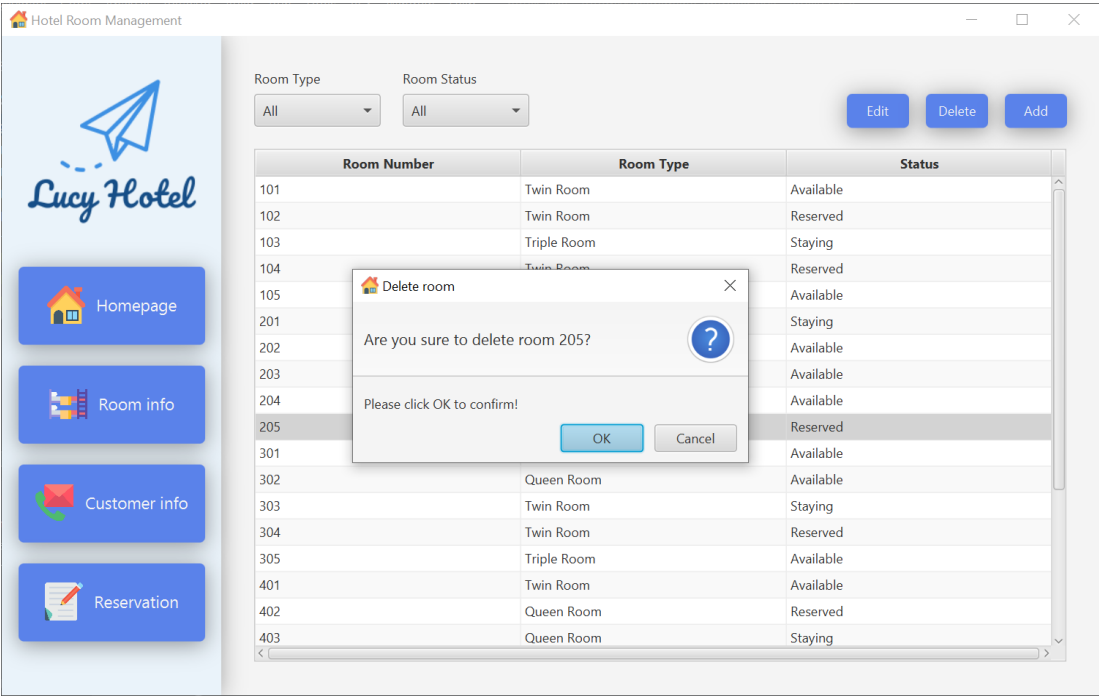 Hotel Room Management
Lucy Hotel
Homepage
Room info
Customer info
Reservation
Room Type
Room Status
All
All
Edit
Delete
Add
Room Number Room Type Status
101 Twin Room Available
102 Twin Room Reserved
103 Triple Room Staying
104 Twin Room Reserved
105 Available
201 Staying
202 Available
203 Available
204 Available
205 Reserved
301 Available
302 Queen Room Available
303 Twin Room Staying
304 Twin Room Reserved
305 Triple Room Available
401 Twin Room Available
402 Queen Room Reserved
403 Queen Room Staying
Delete room
Are you sure to delete room 205?
?
Please click OK to confirm!
OK
Cancel